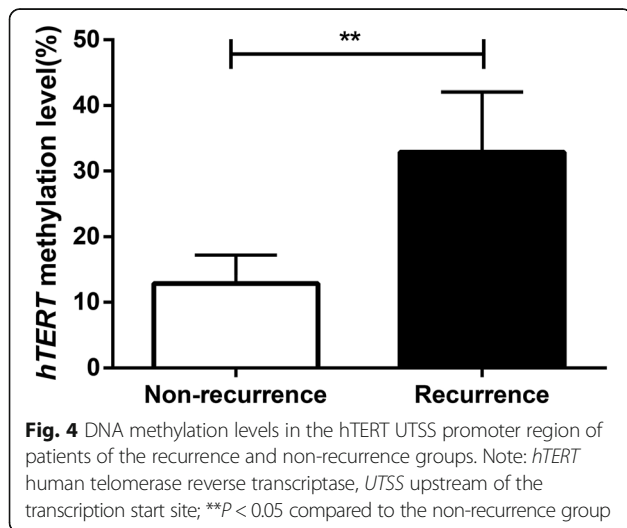 **
50
40
30
20
10
0
hTERT methylation level(%)
Non-recurrence Recurrence
Fig. 4 DNA methylation levels in the hTERT UTSS promoter region of
patients of the recurrence and non-recurrence groups. Note: hTERT
human telomerase reverse transcriptase, UTSS upstream of the
transcription start site; **P < 0.05 compared to the non-recurrence group